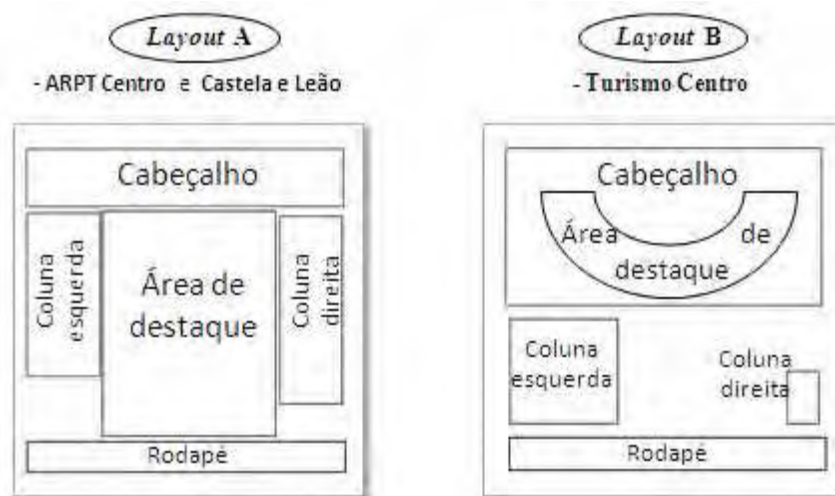 Layout A
- ARPT Centro e Castela e Leão
Cabeçalho
Coluna
esquerda
Área de
destaque
Coluna
direita
Rodapé
Layout B
- Turismo Centro
Cabeçalho
Área de
destaque
Coluna
esquerda
Coluna
direita
Rodapé